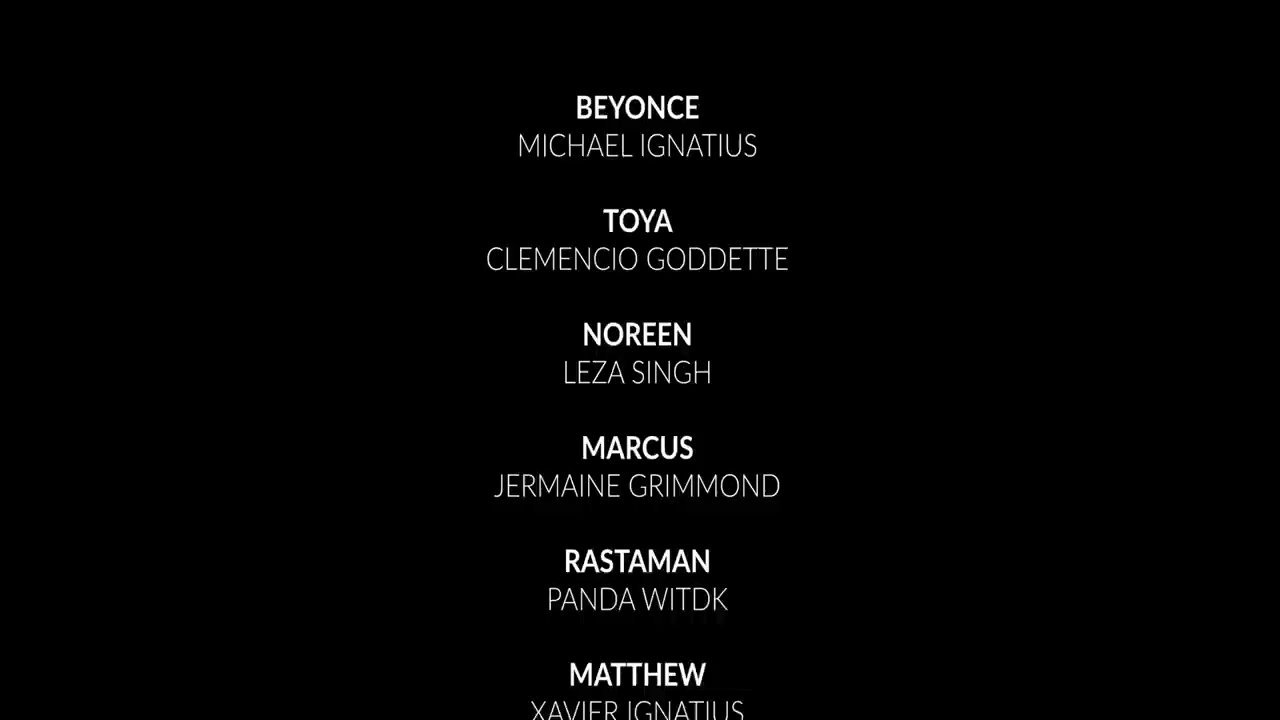 BEYONCE
MICHAEL IGNATIUS
TOYA
CLEMENCIO GODDETTE
NOREEN
LEZA SINGH
MARCUS
JERMAINE GRIMMOND
RASTAMAN
PANDA WITDK
MATTHEW
XAVIER IGNATIUS